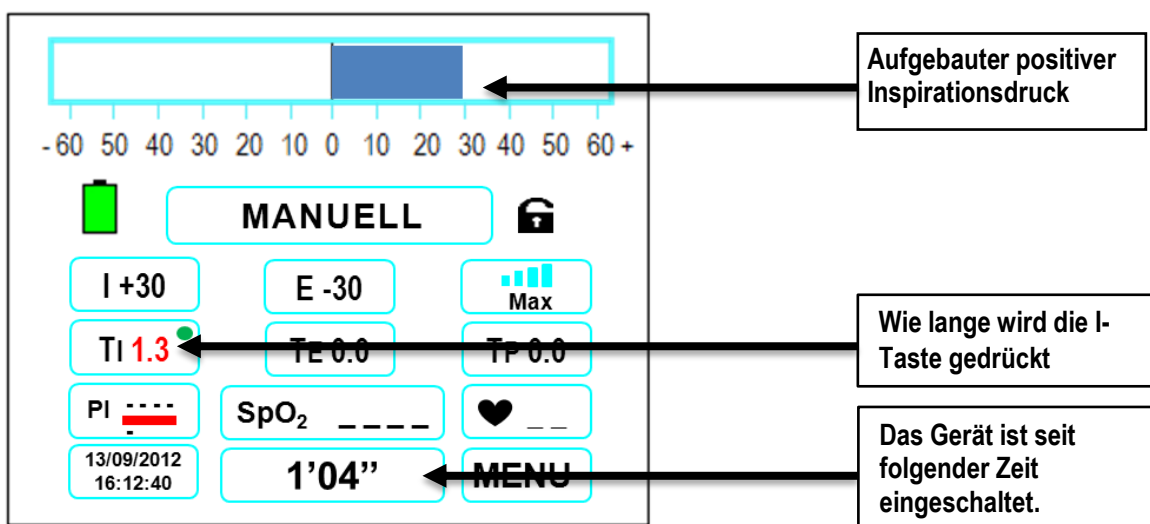 Aufgebauter positiver
Inspirationsdruck
- 60 50 40 30 20 10 0 10 20 30 40 50 60 +
MANUELL
I +30
E -30
Max
TI 1.3
TE 0.0
TP 0.0
Wie lange wird die I-
Taste gedrückt
PI ---- -
SpO₂ _ _ _ _
_ _
Das Gerät ist seit
folgender Zeit
eingeschaltet.
13/09/2012
16:12:40
1’04”
MENU